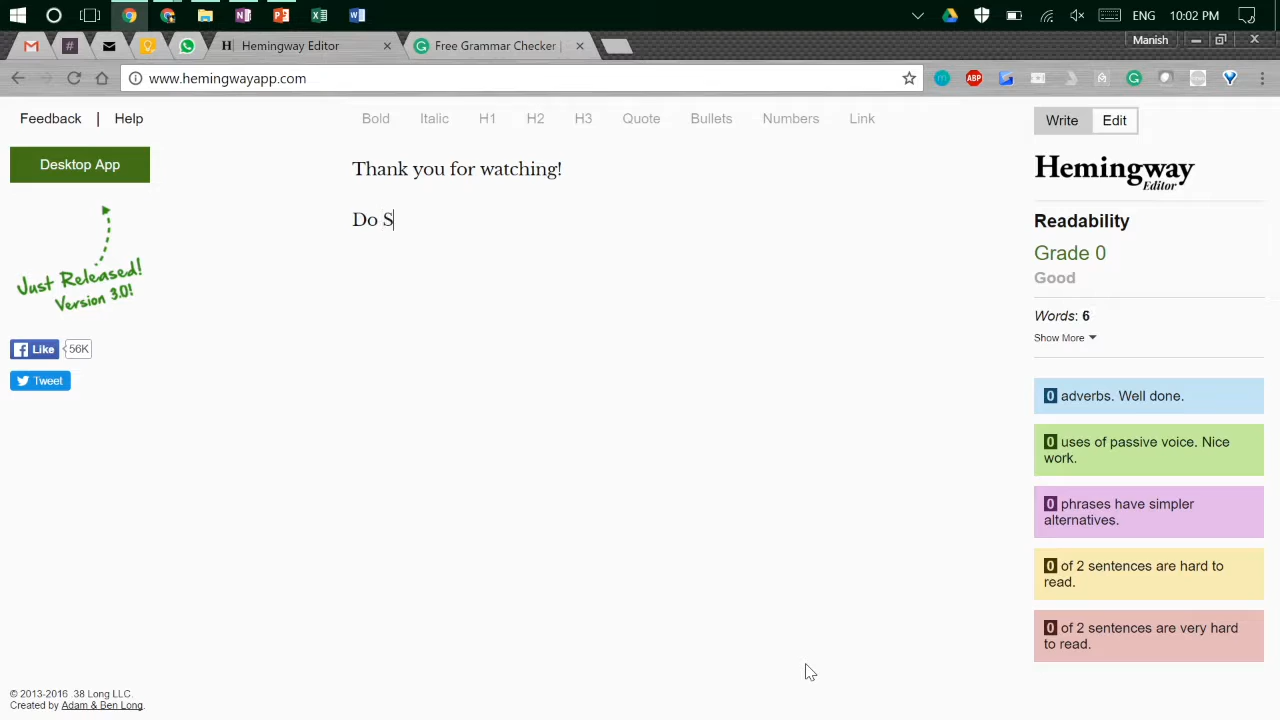 ENG 10:02 PM
Hemingway Editor
Free Grammar Checker |
Manish
www.hemingwayapp.com
ABP
Feedback | Help
Bold Italic H1 H2 H3 Quote Bullets Numbers Link
Write Edit
Desktop App
Thank you for watching!
Do S
Hemingway
Editor
Just Released!
Version 3.0!
Readability
Grade 0
Good
Words: 6
Show More
Like 56K
Tweet
0 adverbs. Well done.
0 uses of passive voice. Nice
work.
0 phrases have simpler
alternatives.
0 of 2 sentences are hard to
read.
0 of 2 sentences are very hard
to read.
© 2013-2016 .38 Long LLC.
Created by Adam & Ben Long.